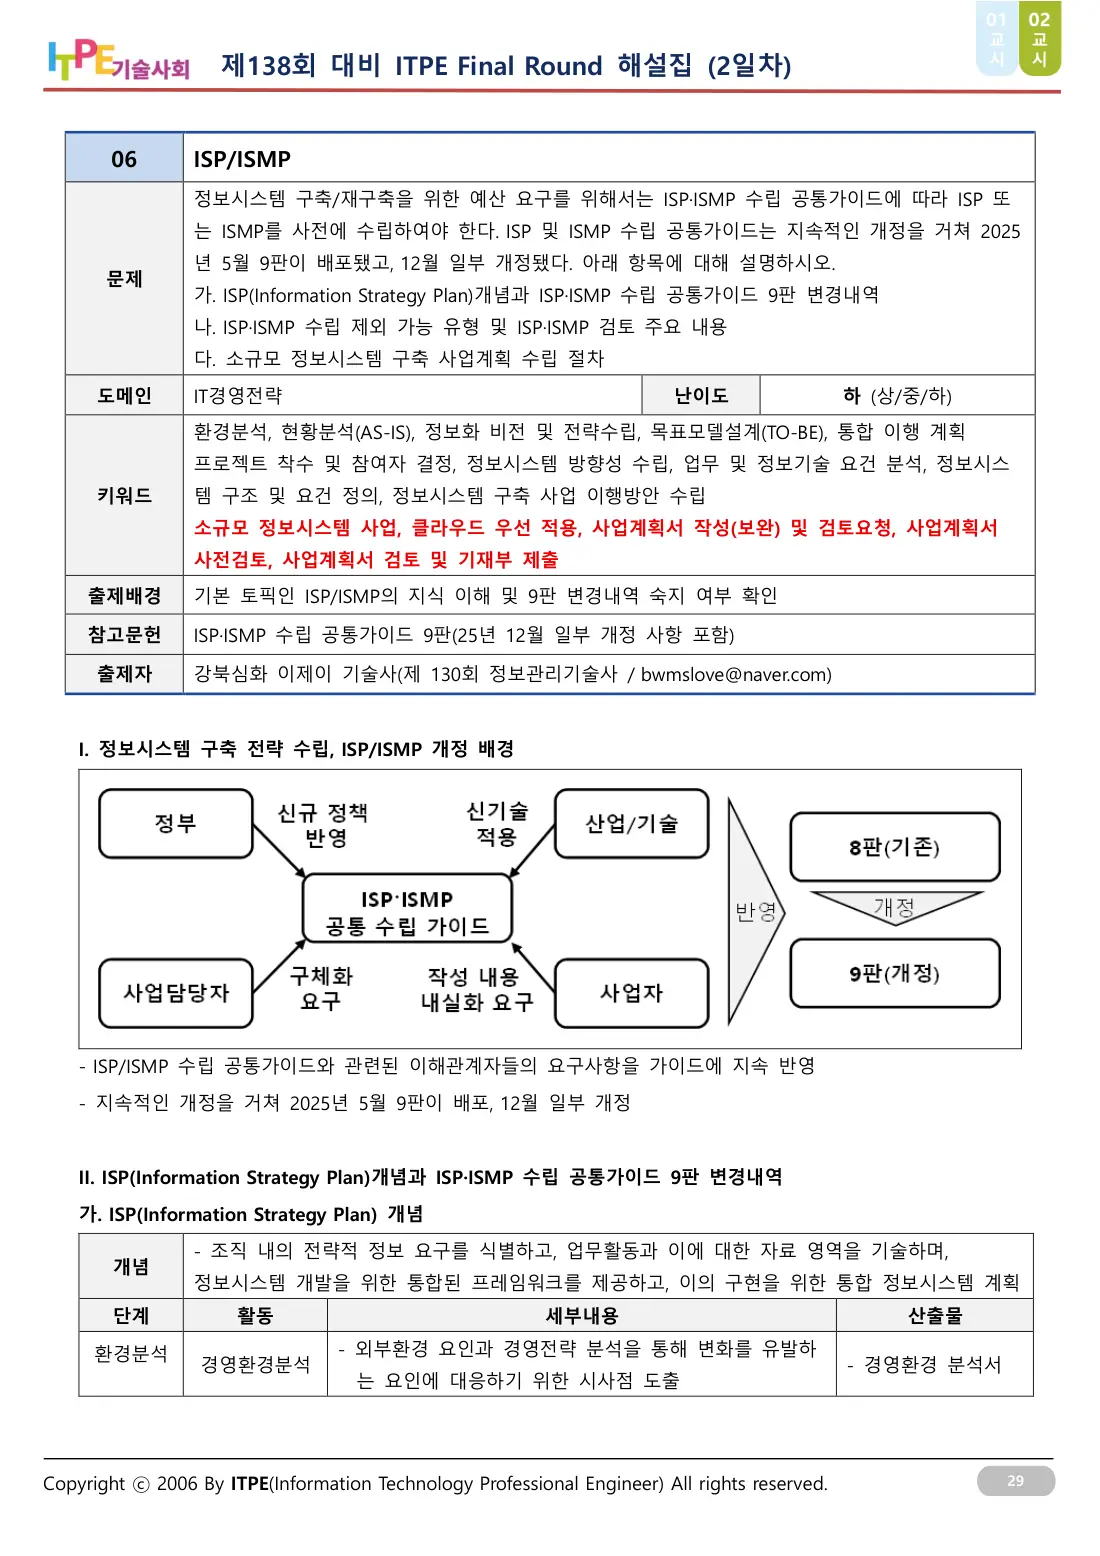 ITPE기술사회 제138회 대비 ITPE Final Round 해설집 (2일차)
01 교시
02 교시
06 ISP/ISMP
문제
정보시스템 구축/재구축을 위한 예산 요구를 위해서는 ISP·ISMP 수립 공통가이드에 따라 ISP 또
는 ISMP를 사전에 수립하여야 한다. ISP 및 ISMP 수립 공통가이드는 지속적인 개정을 거쳐 2025
년 5월 9판이 배포됐고, 12월 일부 개정됐다. 아래 항목에 대해 설명하시오.
가. ISP(Information Strategy Plan)개념과 ISP·ISMP 수립 공통가이드 9판 변경내역
나. ISP·ISMP 수립 제외 가능 유형 및 ISP·ISMP 검토 주요 내용
다. 소규모 정보시스템 구축 사업계획 수립 절차
도메인 IT경영전략 난이도 하 (상/중/하)
키워드
환경분석, 현황분석(AS-IS), 정보화 비전 및 전략수립, 목표모델설계(TO-BE), 통합 이행 계획
프로젝트 착수 및 참여자 결정, 정보시스템 방향성 수립, 업무 및 정보기술 요건 분석, 정보시스
템 구조 및 요건 정의, 정보시스템 구축 사업 이행방안 수립
소규모 정보시스템 사업, 클라우드 우선 적용, 사업계획서 작성(보완) 및 검토요청, 사업계획서
사전검토, 사업계획서 검토 및 기재부 제출
출제배경 기본 토픽인 ISP/ISMP의 지식 이해 및 9판 변경내역 숙지 여부 확인
참고문헌 ISP·ISMP 수립 공통가이드 9판(25년 12월 일부 개정 사항 포함)
출제자 강북심화 이제이 기술사(제 130회 정보관리기술사 / bwmslove@naver.com)
I. 정보시스템 구축 전략 수립, ISP/ISMP 개정 배경
정부
신규 정책
반영
신기술
적용
산업/기술
ISP·ISMP
공통 수립 가이드
사업담당자
구체화
요구
작성 내용
내실화 요구
사업자
반영
8판(기존)
개정
9판(개정)
- ISP/ISMP 수립 공통가이드와 관련된 이해관계자들의 요구사항을 가이드에 지속 반영
- 지속적인 개정을 거쳐 2025년 5월 9판이 배포, 12월 일부 개정
II. ISP(Information Strategy Plan)개념과 ISP·ISMP 수립 공통가이드 9판 변경내역
가. ISP(Information Strategy Plan) 개념
개념
- 조직 내의 전략적 정보 요구를 식별하고, 업무활동과 이에 대한 자료 영역을 기술하며,
정보시스템 개발을 위한 통합된 프레임워크를 제공하고, 이의 구현을 위한 통합 정보시스템 계획
단계 활동 세부내용 산출물
환경분석
경영환경분석
- 외부환경 요인과 경영전략 분석을 통해 변화를 유발하
는 요인에 대응하기 위한 시사점 도출
- 경영환경 분석서
Copyright ⓒ 2006 By ITPE(Information Technology Professional Engineer) All rights reserved.
29